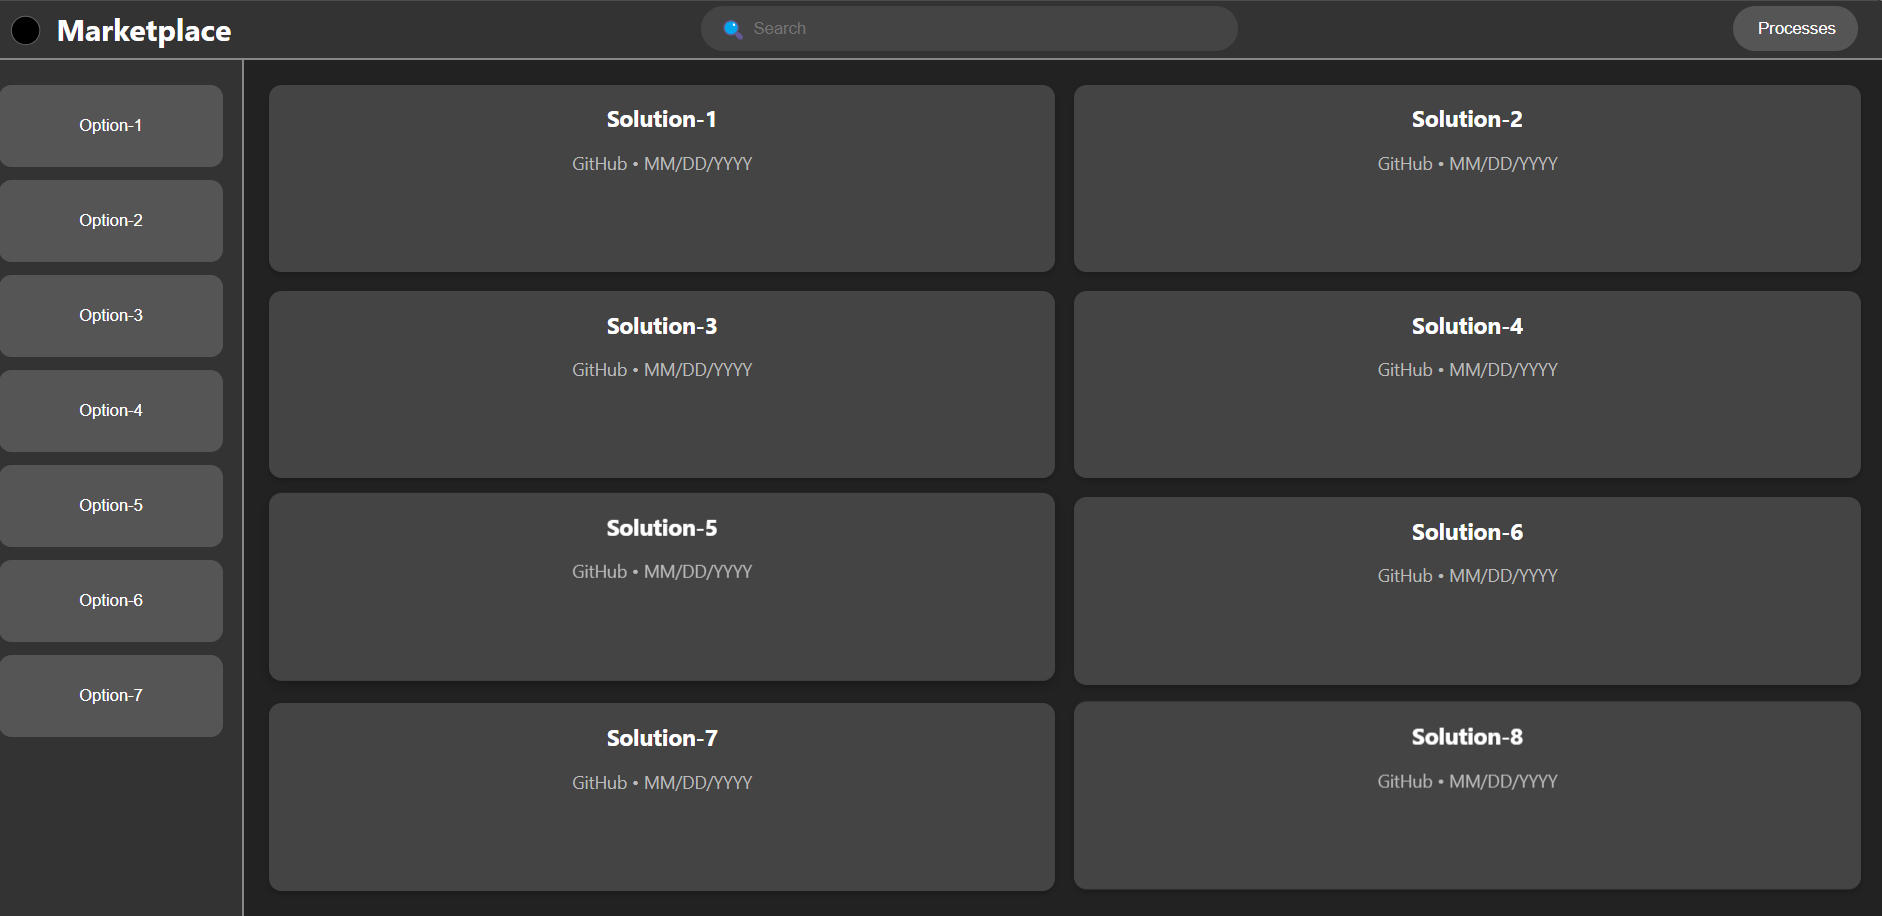 Marketplace
Search
Processes
Option-1
Option-2
Option-3
Option-4
Option-5
Option-6
Option-7
Solution-1
GitHub • MM/DD/YYYY
Solution-2
GitHub • MM/DD/YYYY
Solution-3
GitHub • MM/DD/YYYY
Solution-4
GitHub • MM/DD/YYYY
Solution-5
GitHub • MM/DD/YYYY
Solution-6
GitHub • MM/DD/YYYY
Solution-7
GitHub • MM/DD/YYYY
Solution-8
GitHub • MM/DD/YYYY